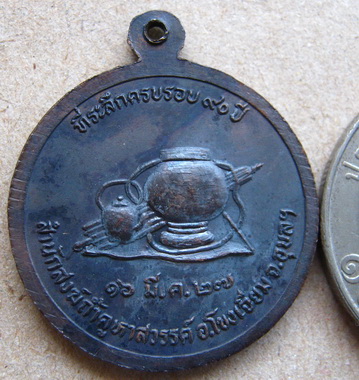 ที่ระลึกครบรอบ ๙๐ ปี
๑๖ มี.ค. ๒๗
สำนักสงฆ์ถ้ำคูหาสวรรค์ อ.โขงเจียม จ.อุบลฯ